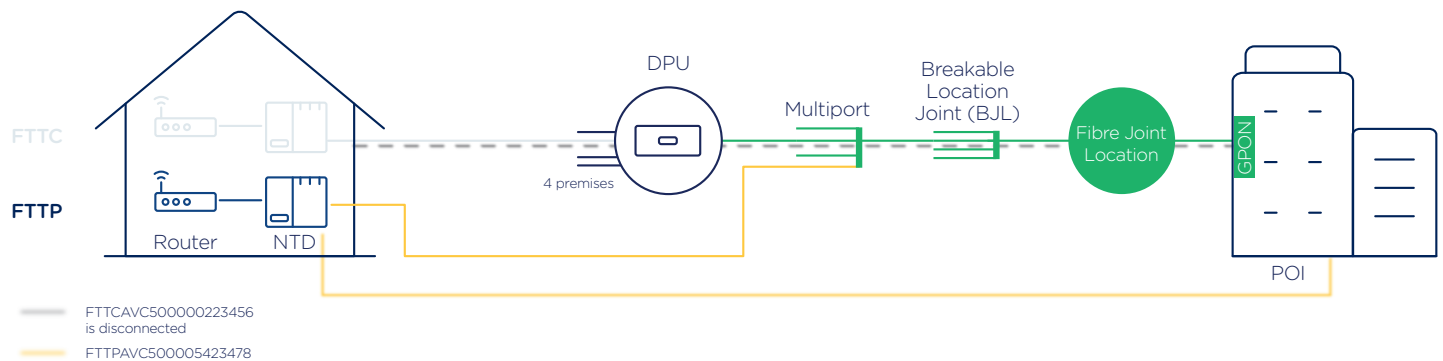 DPU
Breakable
Location
Joint (BJL)
Multiport
FTTC
Fibre Joint
Location
GPON
4 premises
FTTP
Router
NTD
POI
FTTCAVC500000223456
is disconnected
FTTPAVC500005423478